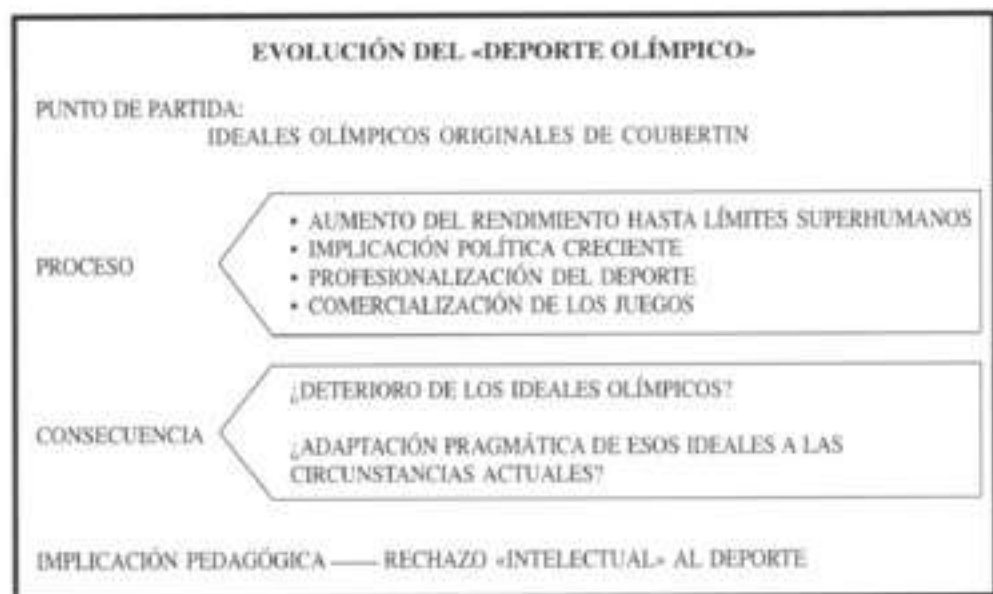 EVOLUCIÓN DEL «DEPORTE OLÍMPICO»
PUNTO DE PARTIDA:
IDEALES OLÍMPICOS ORIGINALES DE COUBERTIN
PROCESO
• AUMENTO DEL RENDIMIENTO HASTA LÍMITES SUPERHUMANOS
• IMPLICACIÓN POLÍTICA CRECIENTE
• PROFESIONALIZACIÓN DEL DEPORTE
• COMERCIALIZACIÓN DE LOS JUEGOS
CONSECUENCIA
¿DETERIORO DE LOS IDEALES OLÍMPICOS?
¿ADAPTACIÓN PRAGMÁTICA DE ESOS IDEALES A LAS
CIRCUNSTANCIAS ACTUALES?
IMPLICACIÓN PEDAGÓGICA —— RECHAZO «INTELECTUAL» AL DEPORTE